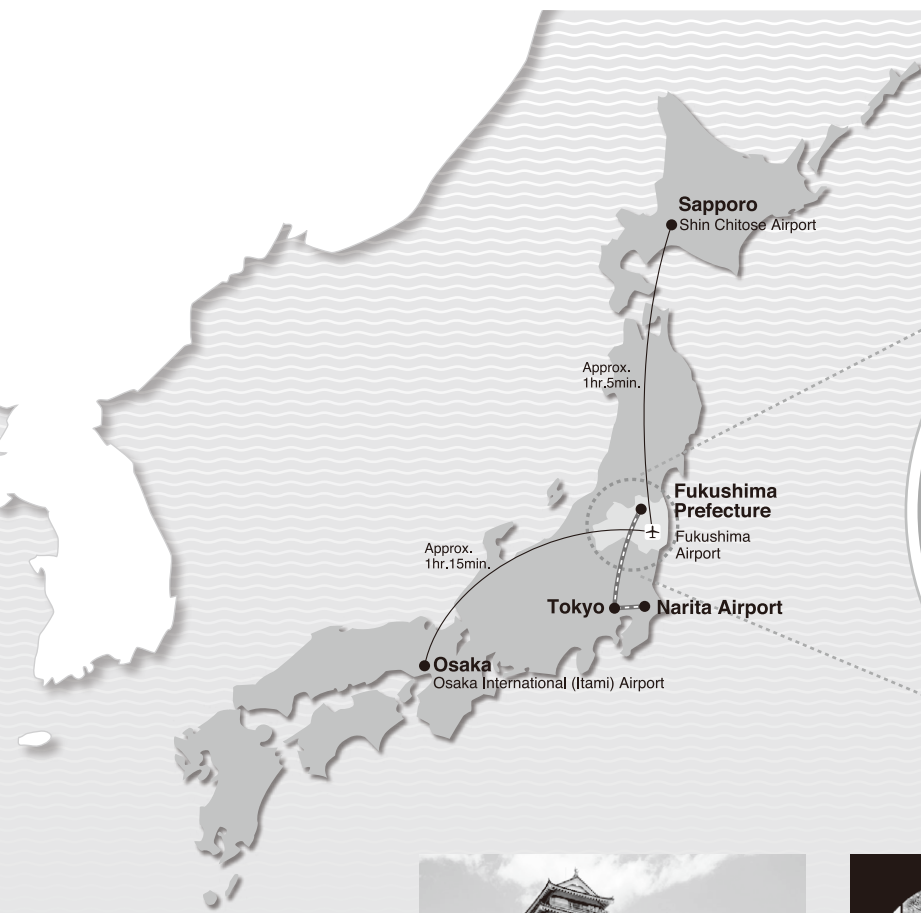 Sapporo
Shin Chitose Airport
Approx.
1hr.5min.
Fukushima
Prefecture
Fukushima
Airport
Approx.
1hr.15min.
Tokyo
Narita Airport
Osaka
Osaka International (Itami) Airport